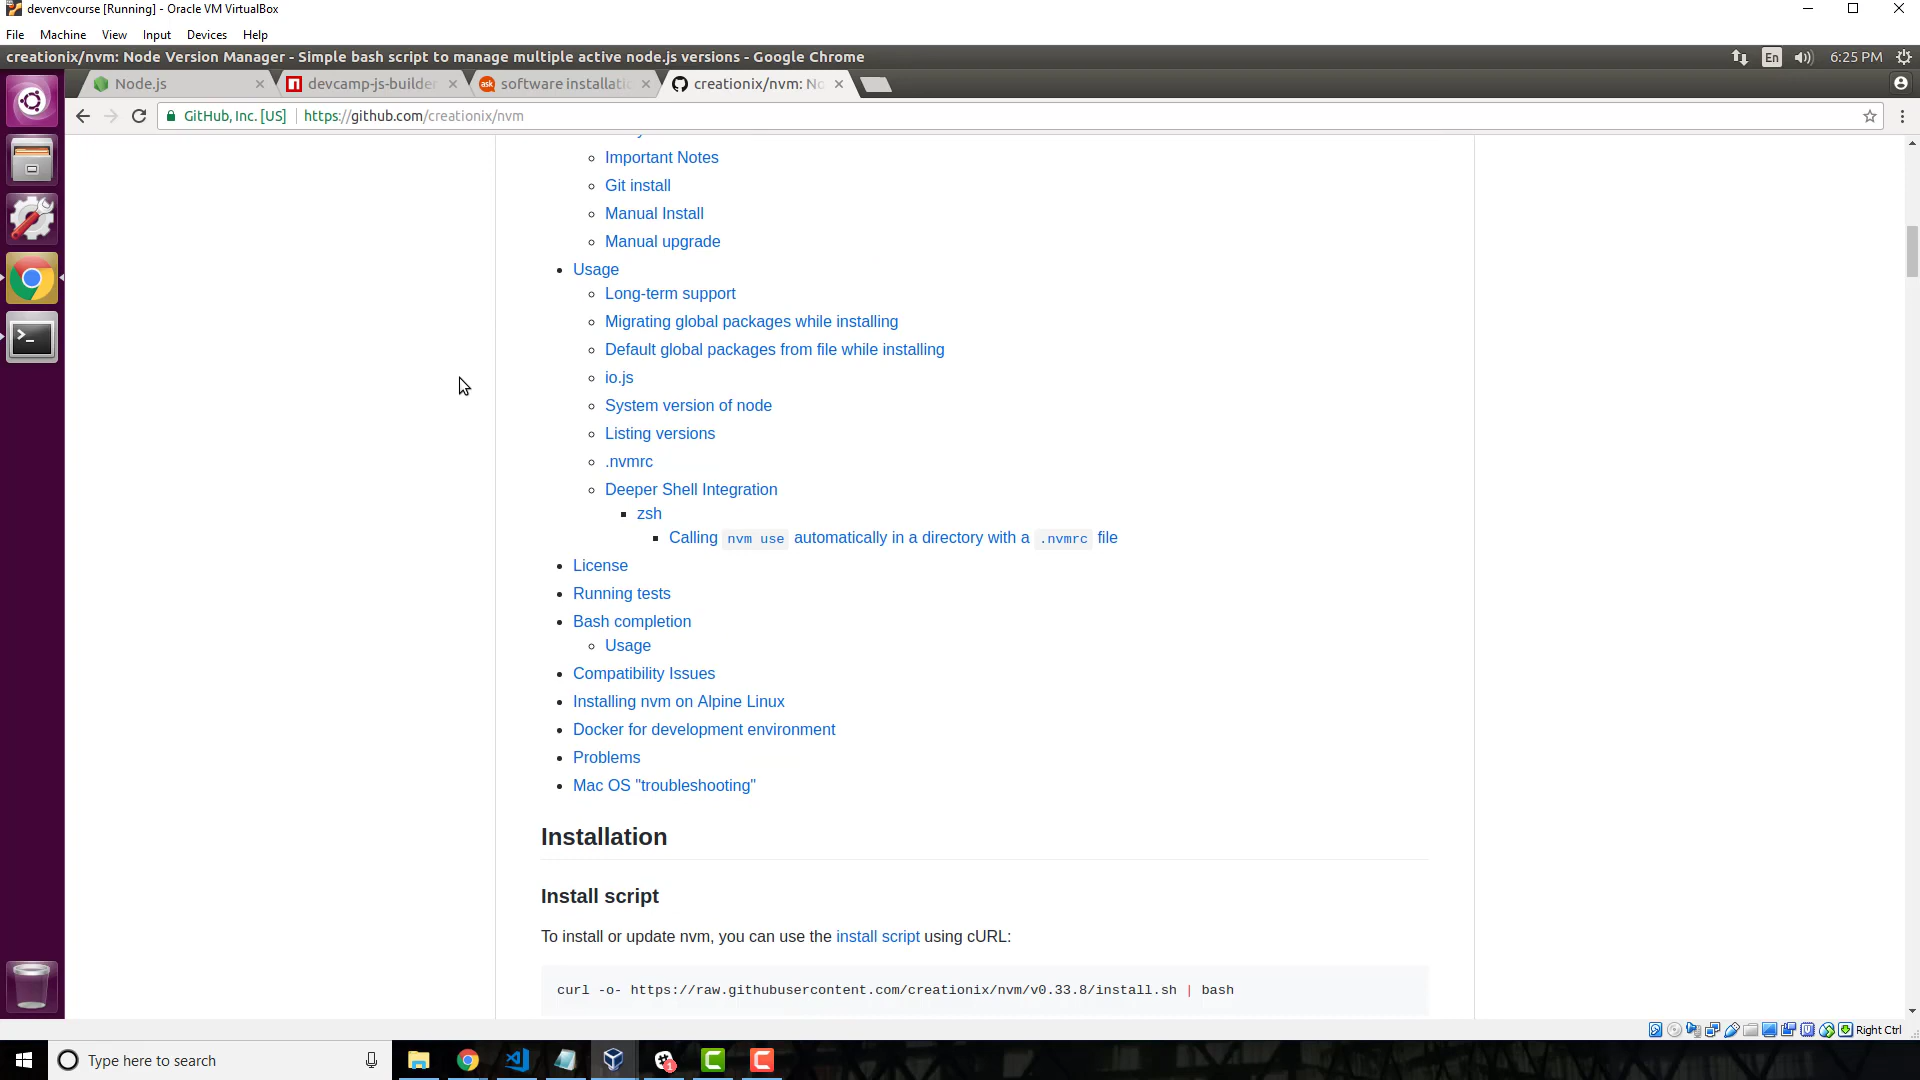 devenvcourse [Running] - Oracle VM VirtualBox
File Machine View Input Devices Help
creationix/nvm: Node Version Manager - Simple bash script to manage multiple active node.js versions - Google Chrome
En 6:25 PM
Node.js
devcamp-js-builder
software installatio
creationix/nvm: No
GitHub, Inc. [US] https://github.com/creationix/nvm
Important Notes
Git install
Manual Install
Manual upgrade
Usage
Long-term support
Migrating global packages while installing
Default global packages from file while installing
io.js
System version of node
Listing versions
.nvmrc
Deeper Shell Integration
zsh
Calling nvm use automatically in a directory with a .nvmrc file
License
Running tests
Bash completion
Usage
Compatibility Issues
Installing nvm on Alpine Linux
Docker for development environment
Problems
Mac OS "troubleshooting"
Installation
Install script
To install or update nvm, you can use the install script using cURL:
curl -o- https://raw.githubusercontent.com/creationix/nvm/v0.33.8/install.sh | bash
Right Ctrl
Type here to search